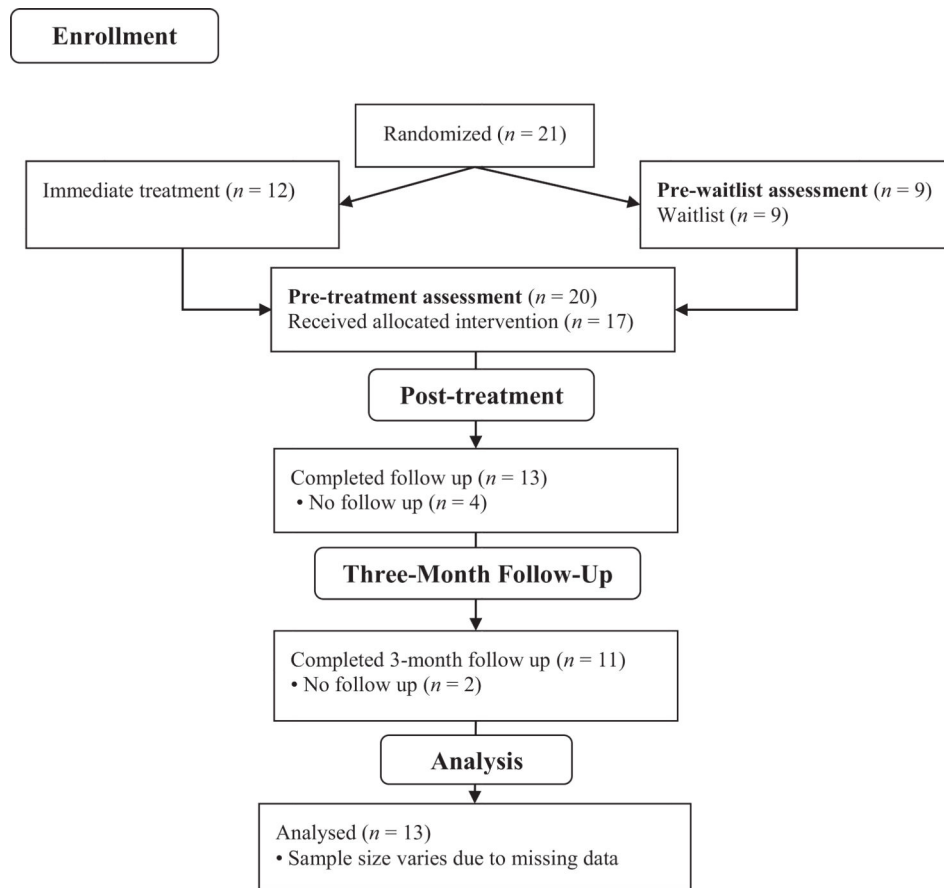 Enrollment
Randomized (n = 21)
Immediate treatment (n = 12)
Pre-waitlist assessment (n = 9)
Waitlist (n = 9)
Pre-treatment assessment (n = 20)
Received allocated intervention (n = 17)
Post-treatment
Completed follow up (n = 13)
• No follow up (n = 4)
Three-Month Follow-Up
Completed 3-month follow up (n = 11)
• No follow up (n = 2)
Analysis
Analysed (n = 13)
• Sample size varies due to missing data